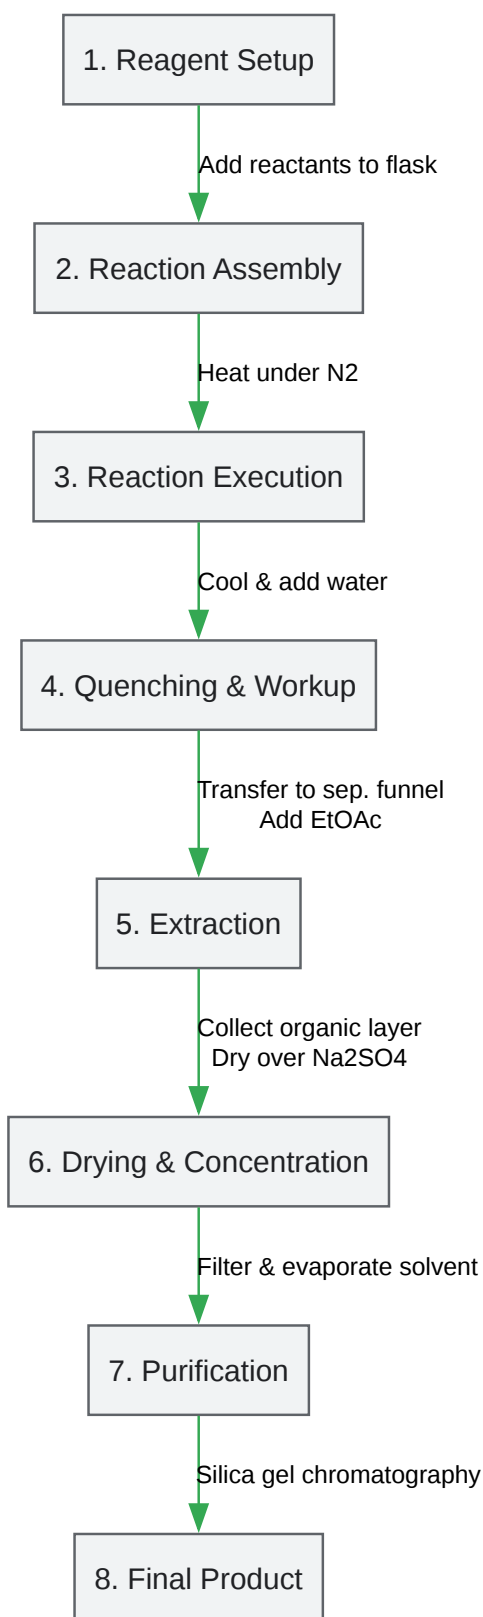 1. Reagent Setup
Add reactants to flask
2. Reaction Assembly
Heat under N2
3. Reaction Execution
Cool & add water
4. Quenching & Workup
Transfer to sep. funnel
Add EtOAc
5. Extraction
Collect organic layer
Dry over Na2SO4
6. Drying & Concentration
Filter & evaporate solvent
7. Purification
Silica gel chromatography
8. Final Product